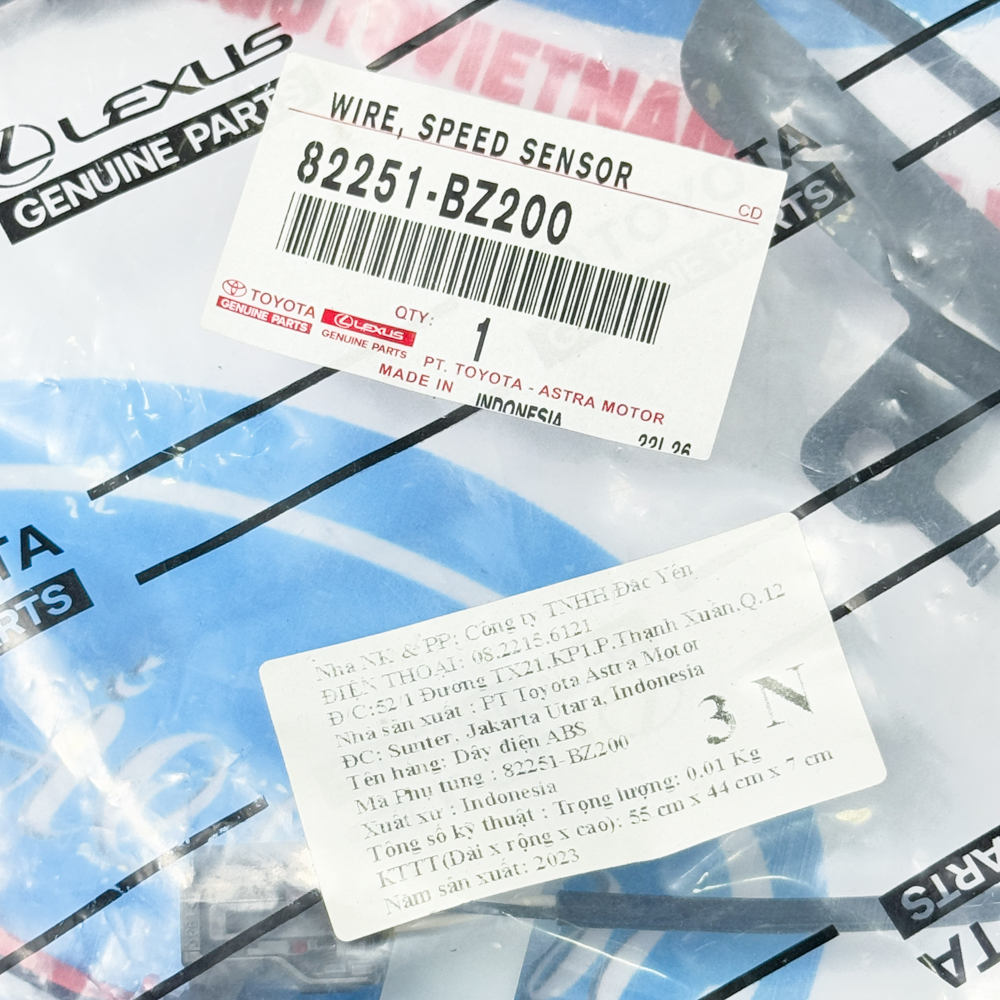 LEXUS
GENUINE PARTS
VIETNAM
WIRE, SPEED SENSOR
CD
82251-BZ200
TOYOTA
GENUINE PARTS
LEXUS
GENUINE PARTS
QTY: 1
PT. TOYOTA - ASTRA MOTOR
MADE IN INDONESIA
Nhà NK & PP: Công ty TNHH Đắc Yến
ĐIỆN THOẠI: 08.2215.6121
Đ/C:52/1 Đường TX21.KP1.P.Thạnh Xuân.Q.12
Nhà sản xuất : PT Toyota Astra Motor
ĐC: Sunter, Jakarta Utara, Indonesia
Tên hàng: Dây điện ABS
Mã Phụ tùng : 82251-BZ200
3 N
Xuất xứ : Indonesia
Tổng số kỹ thuật : Trọng lượng: 0.01 Kg
KTTT(Dài x rộng x cao): 55 cm x 44 cm x 7 cm
Năm sản xuất: 2023